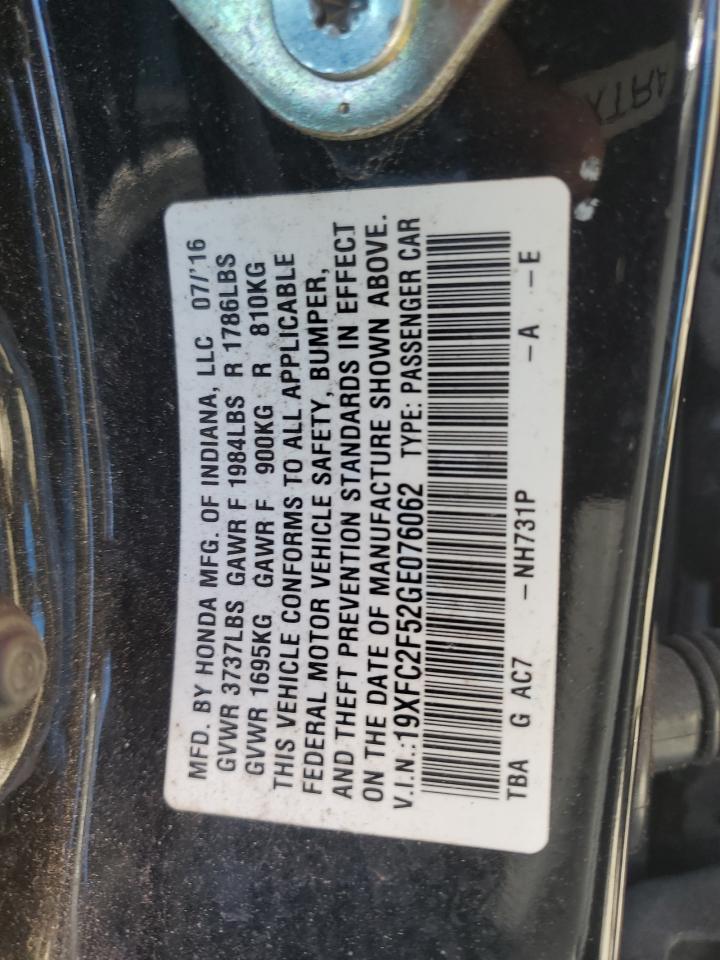 MFD. BY HONDA MFG. OF INDIANA, LLC 07/'16
GVWR 3737LBS GAWR F 1984LBS R 1786LBS
GVWR 1695KG GAWR F 900KG R 810KG
THIS VEHICLE CONFORMS TO ALL APPLICABLE
FEDERAL MOTOR VEHICLE SAFETY, BUMPER,
AND THEFT PREVENTION STANDARDS IN EFFECT
ON THE DATE OF MANUFACTURE SHOWN ABOVE.
V.I.N.:19XFC2F52GE076062 TYPE: PASSENGER CAR
TBA G AC7 -NH731P -A -E